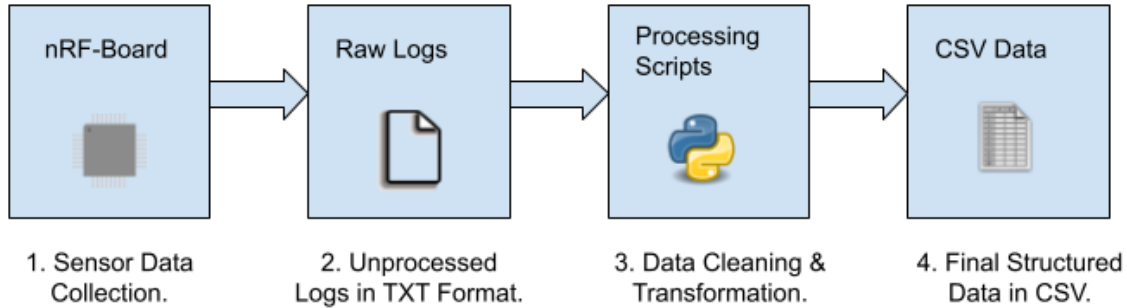 nRF-Board
Raw Logs
Processing
Scripts
CSV Data
1. Sensor Data
Collection.
2. Unprocessed
Logs in TXT Format.
3. Data Cleaning &
Transformation.
4. Final Structured
Data in CSV.